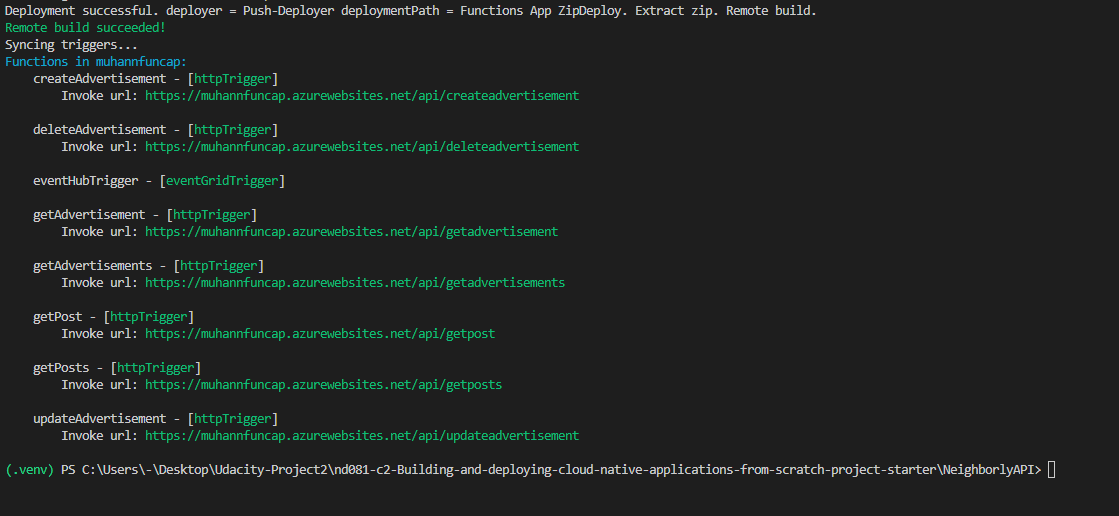 Deployment successful. deployer = Push-Deployer deploymentPath = Functions App ZipDeploy. Extract zip. Remote build.
Remote build succeeded!
Syncing triggers...
Functions in muhannfuncap:
    createAdvertisement - [httpTrigger]
        Invoke url: https://muhannfuncap.azurewebsites.net/api/createadvertisement
    deleteAdvertisement - [httpTrigger]
        Invoke url: https://muhannfuncap.azurewebsites.net/api/deleteadvertisement
    eventHubTrigger - [eventGridTrigger]
    getAdvertisement - [httpTrigger]
        Invoke url: https://muhannfuncap.azurewebsites.net/api/getadvertisement
    getAdvertisements - [httpTrigger]
        Invoke url: https://muhannfuncap.azurewebsites.net/api/getadvertisements
    getPost - [httpTrigger]
        Invoke url: https://muhannfuncap.azurewebsites.net/api/getpost
    getPosts - [httpTrigger]
        Invoke url: https://muhannfuncap.azurewebsites.net/api/getposts
    updateAdvertisement - [httpTrigger]
        Invoke url: https://muhannfuncap.azurewebsites.net/api/updateadvertisement
(.venv) PS C:\Users\-\Desktop\Udacity-Project2\nd081-c2-Building-and-deploying-cloud-native-applications-from-scratch-project-starter\NeighborlyAPI>